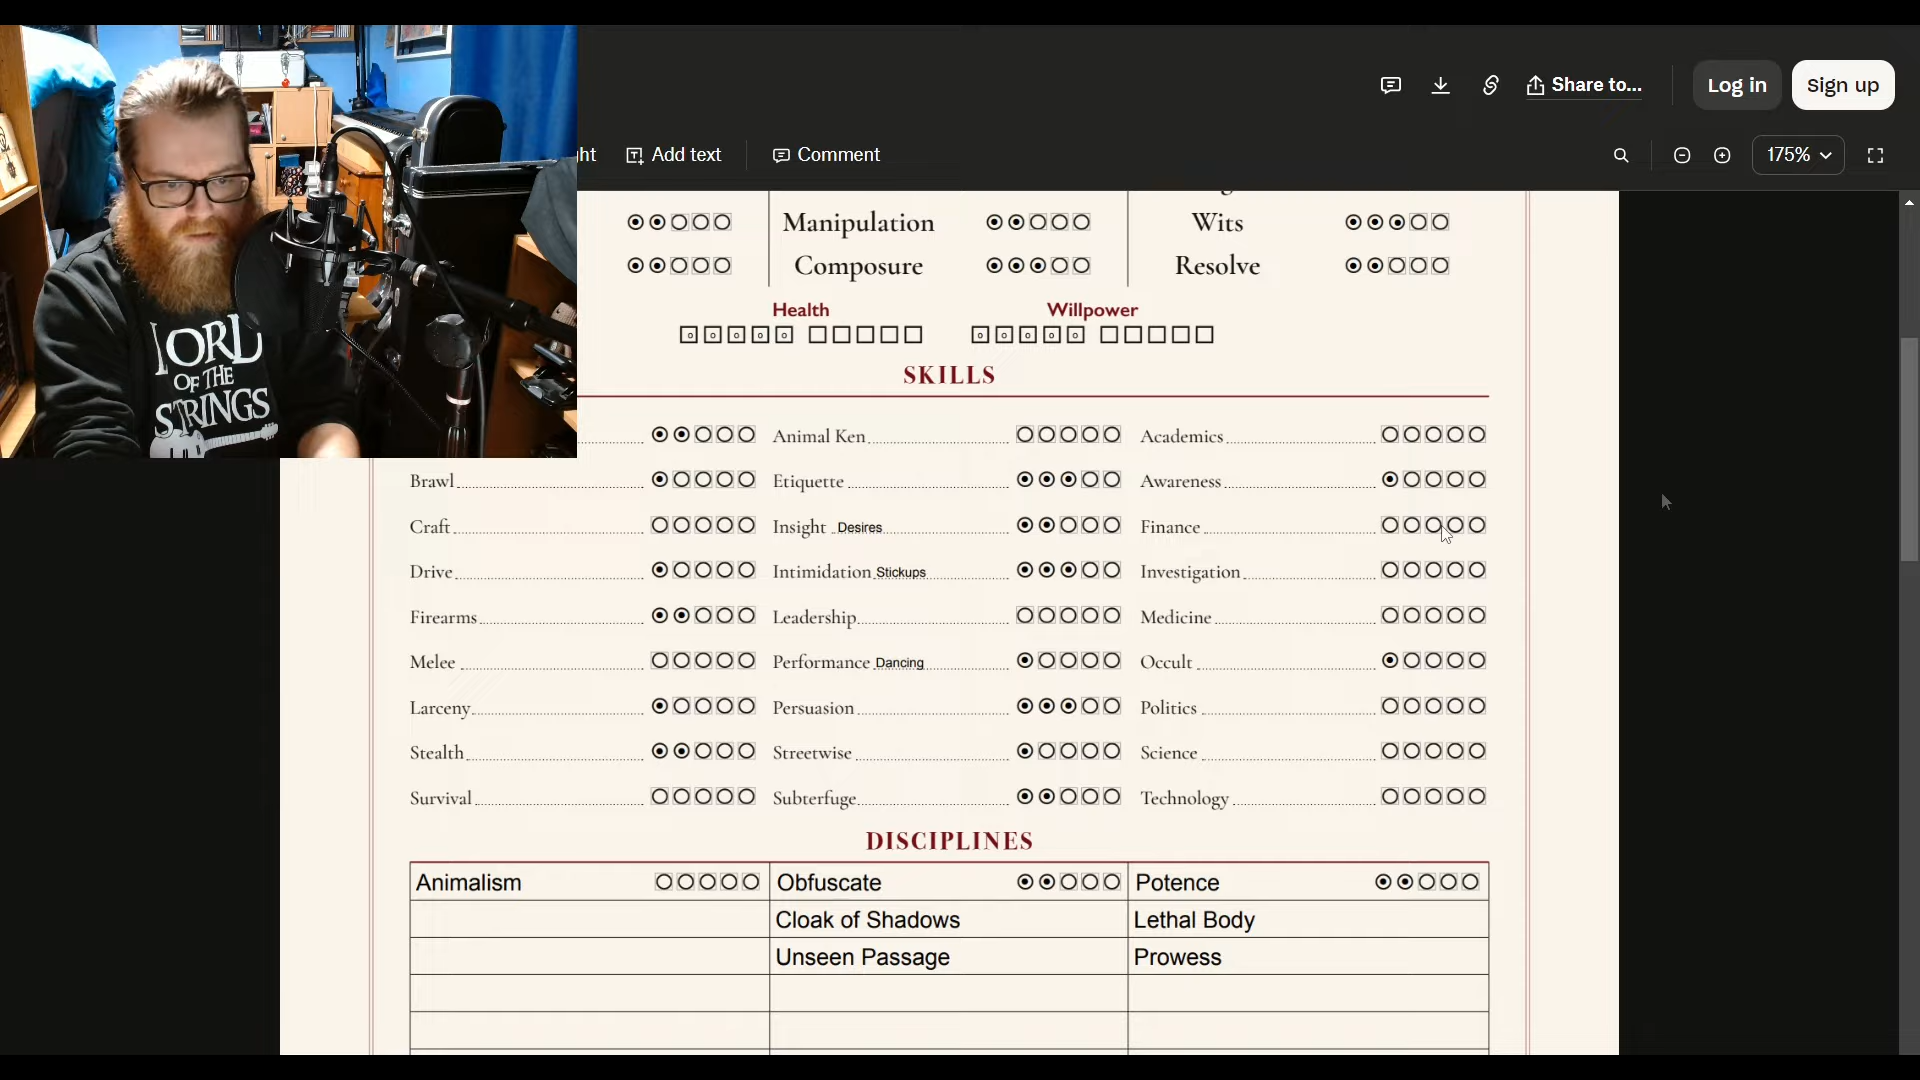 Share to...
Log in
Sign up
ht
Add text
Comment
175%
Manipulation
Wits
Composure
Resolve
Health
Willpower
LORD
OF THE
STRINGS
SKILLS
Animal Ken
Academics
Brawl
Etiquette
Awareness
Craft
Insight Desires
Finance
Drive
Intimidation Stickups
Investigation
Firearms
Leadership
Medicine
Melee
Performance Dancing
Occult
Larceny
Persuasion
Politics
Stealth
Streetwise
Science
Survival
Subterfuge
Technology
DISCIPLINES
Animalism
Obfuscate
Potence
Cloak of Shadows
Lethal Body
Unseen Passage
Prowess